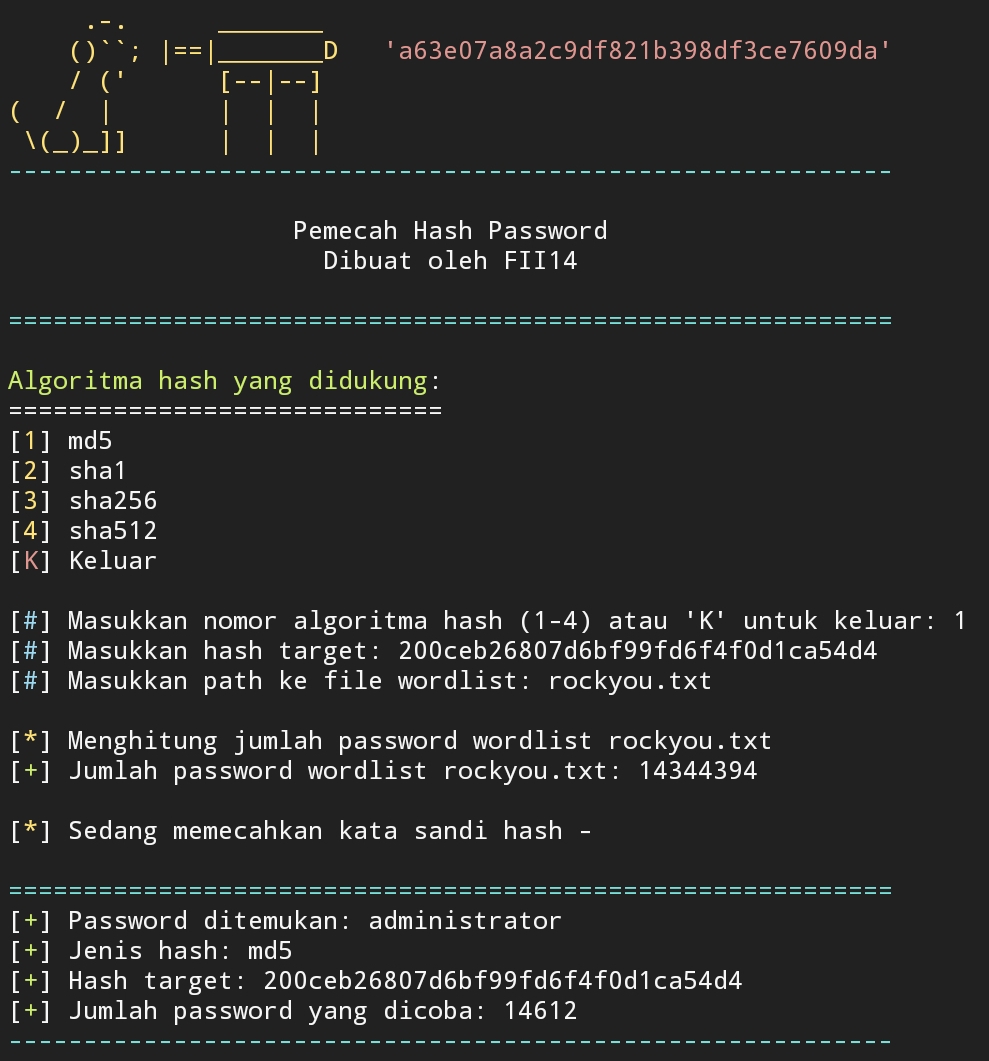 .-.      _______
    ()``; |==|_______D   'a63e07a8a2c9df821b398df3ce7609da'
    / ('      [--|--]
(  /  |       |  |  |
 \(_)_]]      |  |  |
-----------------------------------------------------------
Pemecah Hash Password
Dibuat oleh FII14
===========================================================
Algoritma hash yang didukung:
=============================
[1] md5
[2] sha1
[3] sha256
[4] sha512
[K] Keluar
[#] Masukkan nomor algoritma hash (1-4) atau 'K' untuk keluar: 1
[#] Masukkan hash target: 200ceb26807d6bf99fd6f4f0d1ca54d4
[#] Masukkan path ke file wordlist: rockyou.txt
[*] Menghitung jumlah password wordlist rockyou.txt
[+] Jumlah password wordlist rockyou.txt: 14344394
[*] Sedang memecahkan kata sandi hash -
===========================================================
[+] Password ditemukan: administrator
[+] Jenis hash: md5
[+] Hash target: 200ceb26807d6bf99fd6f4f0d1ca54d4
[+] Jumlah password yang dicoba: 14612
-----------------------------------------------------------